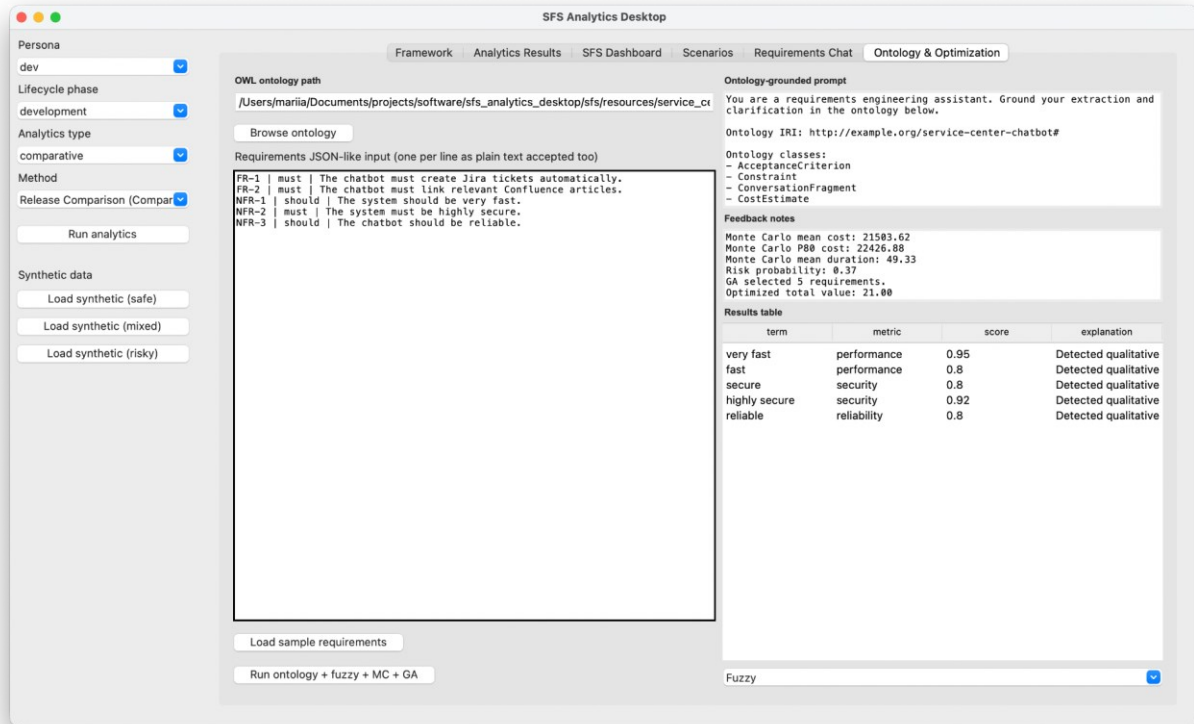 SFS Analytics Desktop
Persona
dev
Lifecycle phase
development
Analytics type
comparative
Method
Release Comparison (Compar
Run analytics
Synthetic data
Load synthetic (safe)
Load synthetic (mixed)
Load synthetic (risky)
Framework Analytics Results SFS Dashboard Scenarios Requirements Chat Ontology & Optimization
OWL ontology path
/Users/mariia/Documents/projects/software/sfs_analytics_desktop/sfs/resources/service_ce
Browse ontology
Requirements JSON-like input (one per line as plain text accepted too)
FR-1 | must | The chatbot must create Jira tickets automatically.
FR-2 | must | The chatbot must link relevant Confluence articles.
NFR-1 | should | The system should be very fast.
NFR-2 | must | The system must be highly secure.
NFR-3 | should | The chatbot should be reliable.
Load sample requirements
Run ontology + fuzzy + MC + GA
Ontology-grounded prompt
You are a requirements engineering assistant. Ground your extraction and
clarification in the ontology below.
Ontology IRI: http://example.org/service-center-chatbot#
Ontology classes:
- AcceptanceCriterion
- Constraint
- ConversationFragment
- CostEstimate
Feedback notes
Monte Carlo mean cost: 21503.62
Monte Carlo P80 cost: 22426.88
Monte Carlo mean duration: 49.33
Risk probability: 0.37
GA selected 5 requirements.
Optimized total value: 21.00
Results table
term metric score explanation
very fast performance 0.95 Detected qualitative
fast performance 0.8 Detected qualitative
secure security 0.8 Detected qualitative
highly secure security 0.92 Detected qualitative
reliable reliability 0.8 Detected qualitative
Fuzzy